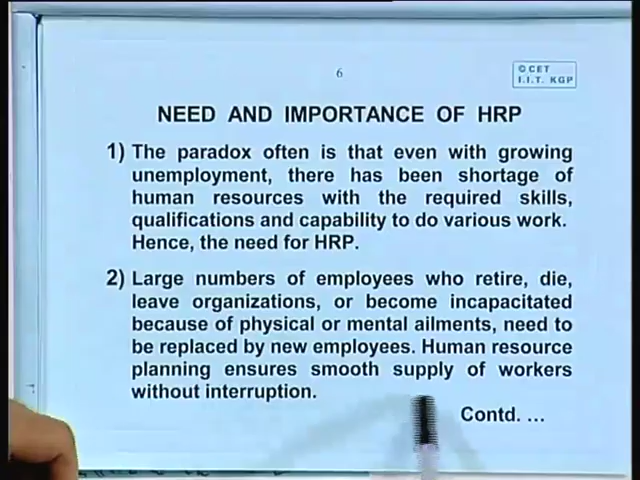 6
© CET
I.I.T. KGP
NEED AND IMPORTANCE OF HRP
1) The paradox often is that even with growing
unemployment, there has been shortage of
human resources with the required skills,
qualifications and capability to do various work.
Hence, the need for HRP.
2) Large numbers of employees who retire, die,
leave organizations, or become incapacitated
because of physical or mental ailments, need to
be replaced by new employees. Human resource
planning ensures smooth supply of workers
without interruption.
Contd. ...